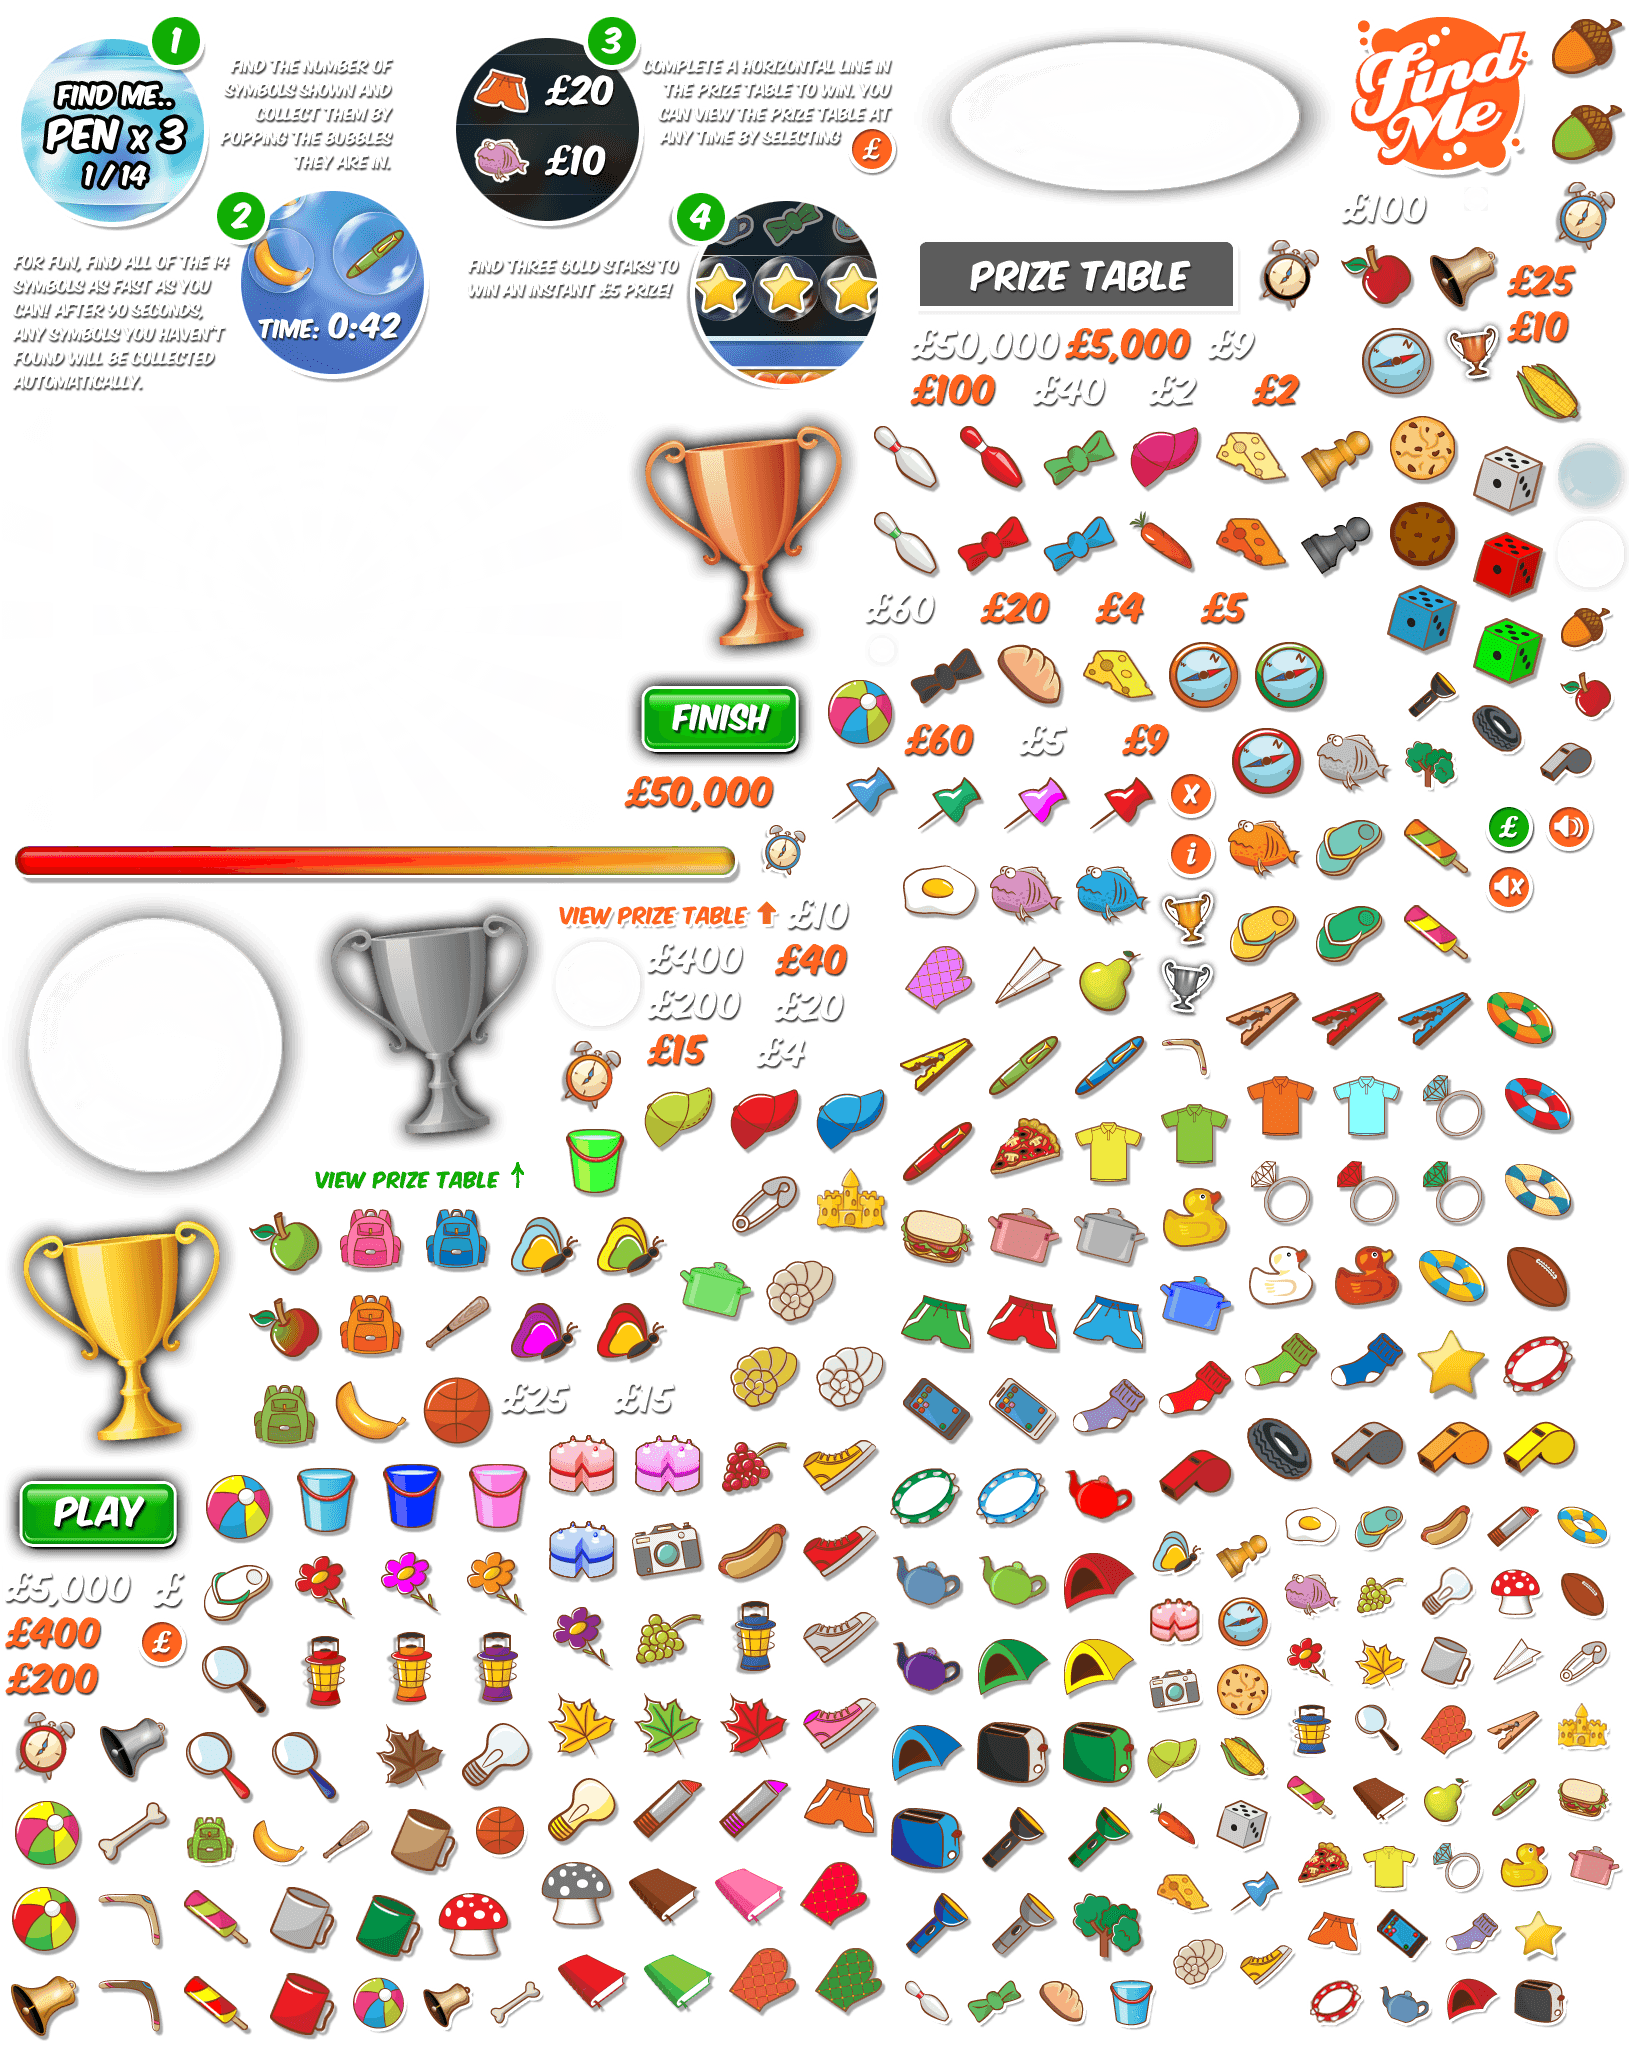 1
FIND ME..
PEN x 3
1 / 14
FIND THE NUMBER OF
SYMBOLS SHOWN AND
COLLECT THEM BY
POPPING THE BUBBLES
THEY ARE IN.
2
TIME: 0:42
FOR FUN, FIND ALL OF THE 14
SYMBOLS AS FAST AS YOU
CAN! AFTER 90 SECONDS,
ANY SYMBOLS YOU HAVEN'T
FOUND WILL BE COLLECTED
AUTOMATICALLY.
3
£20
£10
COMPLETE A HORIZONTAL LINE IN
THE PRIZE TABLE TO WIN. YOU
CAN VIEW THE PRIZE TABLE AT
ANY TIME BY SELECTING £
4
FIND THREE GOLD STARS TO
WIN AN INSTANT £5 PRIZE!
Find
Me
£100
PRIZE TABLE
£25
£10
£50,000 £5,000 £9
£100 £40 £2 £2
£60 £20 £4 £5
FINISH
£60 £5 £9
£50,000
x
i
£
VIEW PRIZE TABLE £10
£400 £40
£200 £20
£15 £4
VIEW PRIZE TABLE
£25 £15
PLAY
£5,000 £
£400
£
£200